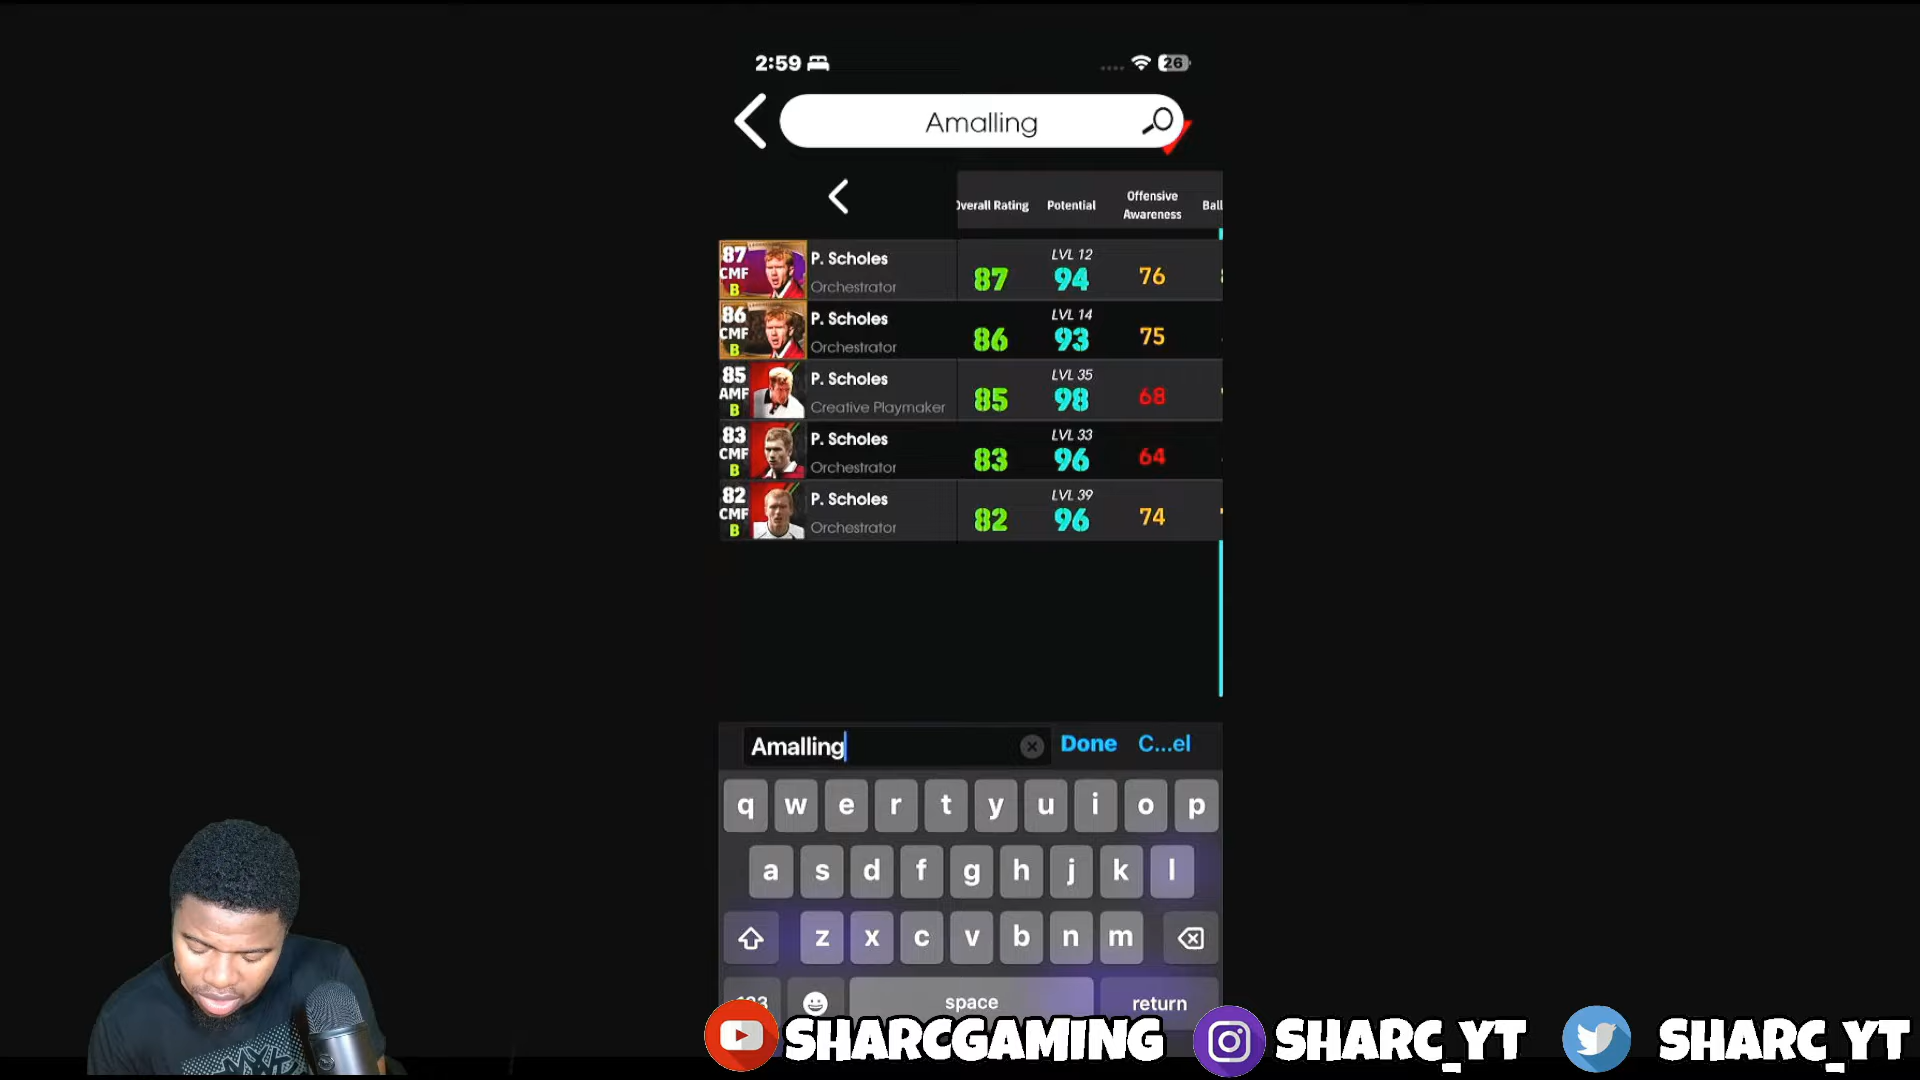 2:59
26
Amalling
Overall Rating Potential Offensive Awareness Ball
87 CMF B P. Scholes Orchestrator 87 LVL 12 94 76
86 CMF B P. Scholes Orchestrator 86 LVL 14 93 75
85 AMF B P. Scholes Creative Playmaker 85 LVL 35 98 68
83 CMF B P. Scholes Orchestrator 83 LVL 33 96 64
82 CMF B P. Scholes Orchestrator 82 LVL 39 96 74
Amalling Done C...el
q w e r t y u i o p
a s d f g h j k l
z x c v b n m
space return
SHARCGAMING SHARC_YT SHARC_YT